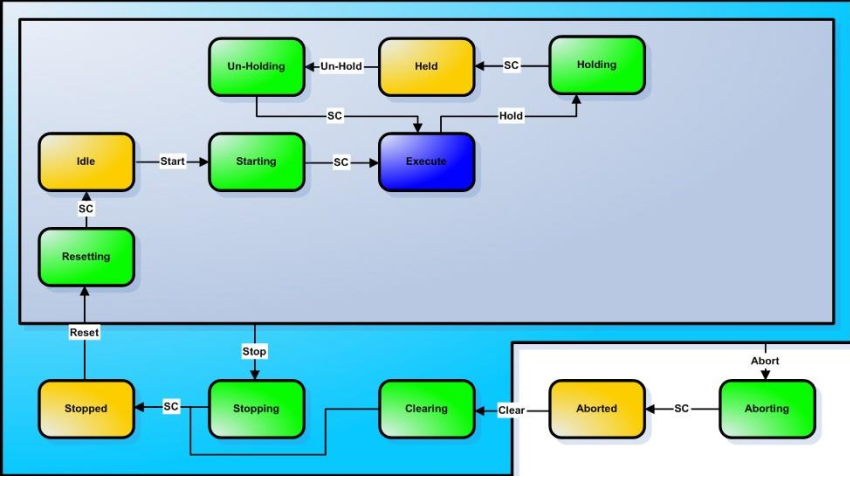 Un-Holding
Un-Hold
Held
SC
Holding
SC
Hold
Idle
Start
Starting
SC
Execute
SC
Resetting
Reset
Stop
Abort
Stopped
SC
Stopping
Clearing
Clear
Aborted
SC
Aborting